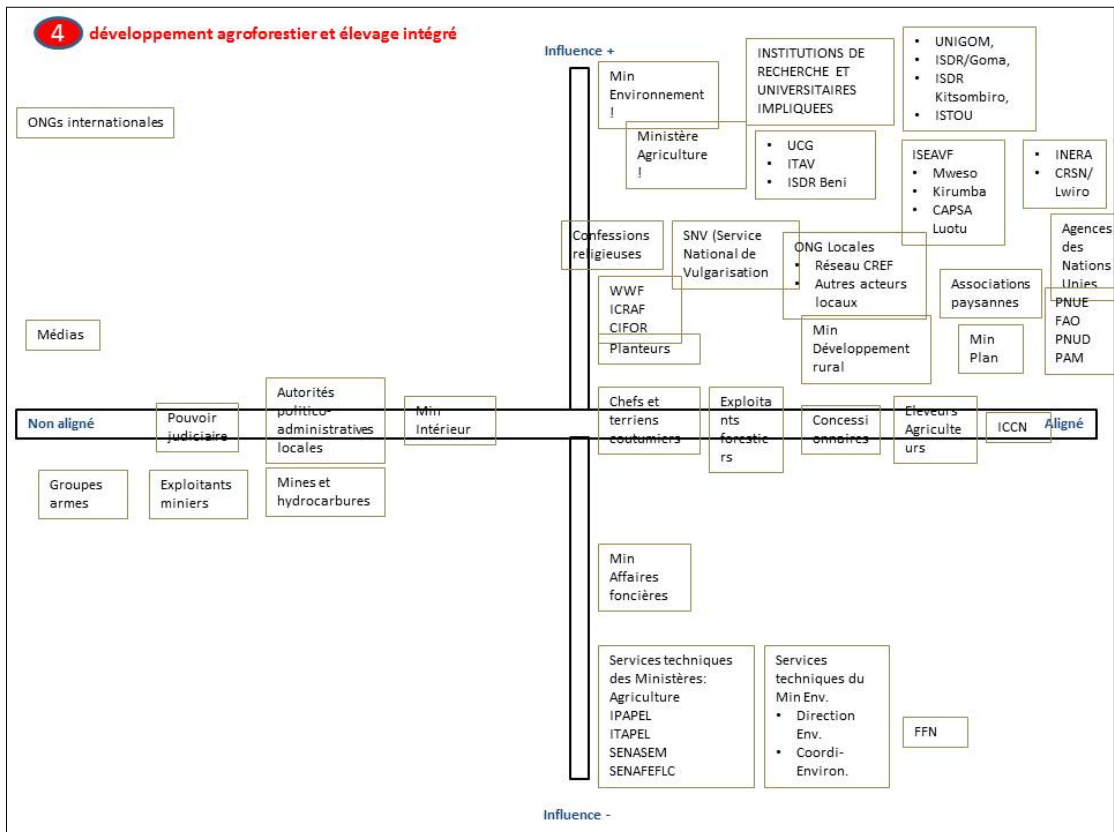 4 développement agroforestier et élevage intégré
Influence +
ONGs internationales
Min
Environnement
!
INSTITUTIONS DE
RECHERCHE ET
UNIVERSITAIRES
IMPLIQUEES
• UNIGOM,
• ISDR/Goma,
• ISDR
Kitsombiro,
• ISTOU
Ministère
Agriculture
!
• UCG
• ITAV
• ISDR Beni
ISEAVF
• Mweso
• Kirumba
• CAPSA
Luotu
• INERA
• CRSN/
Lwiro
Confessions
religieuses
SNV (Service
National de
Vulgarisation
ONG Locales
• Réseau CREF
• Autres acteurs
locaux
Associations
paysannes
Agences
des
Nations
Unies
PNUE
FAO
PNUD
PAM
WWF
ICRAF
CIFOR
Planteurs
Médias
Min
Développement
rural
Min
Plan
Non aligné
Pouvoir
judiciaire
Autorités
politico-
administratives
locales
Min
Intérieur
Chefs et
terriens
coutumiers
Exploita
nts
forestie
rs
Concessi
onnaires
Eleveurs
Agriculte
urs
ICCN
Aligné
Groupes
armes
Exploitants
miniers
Mines et
hydrocarbures
Min
Affaires
foncières
Services techniques
des Ministères:
Agriculture
IPAPEL
ITAPEL
SENASEM
SENAFEFLC
Services
techniques du
Min Env.
• Direction
Env.
• Coordi-
Environ.
FFN
Influence -